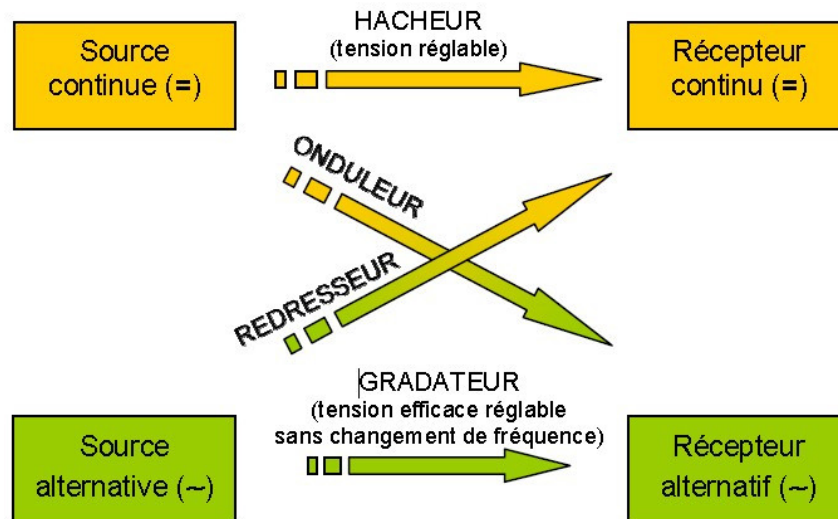 HACHEUR
(tension réglable)
Source
continue (=)
Récepteur
continu (=)
ONDULEUR
REDRESSEUR
GRADATEUR
(tension efficace réglable
sans changement de fréquence)
Source
alternative (~)
Récepteur
alternatif (~)